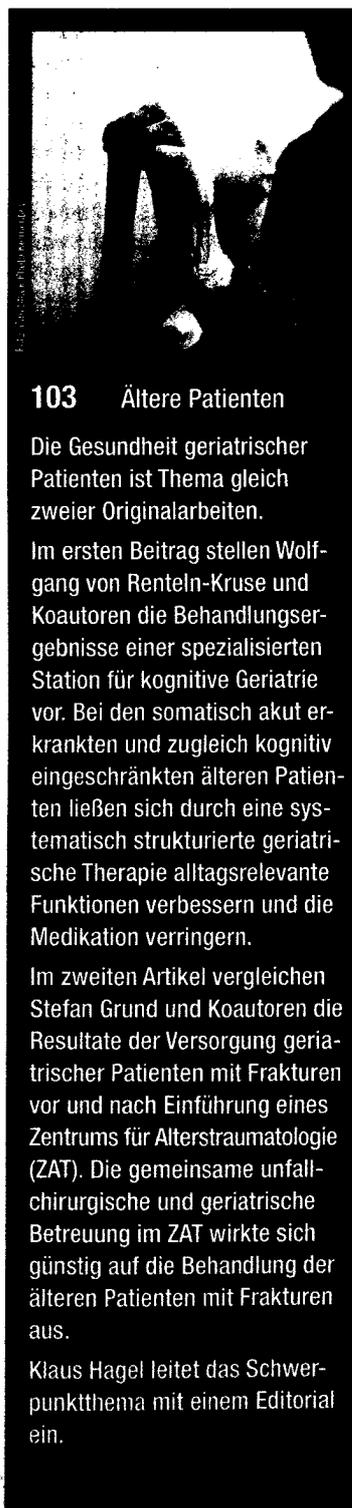 103 Ältere Patienten
Die Gesundheit geriatrischer
Patienten ist Thema gleich
zweier Originalarbeiten.
Im ersten Beitrag stellen Wolf-
gang von Renteln-Kruse und
Koautoren die Behandlungser-
gebnisse einer spezialisierten
Station für kognitive Geriatrie
vor. Bei den somatisch akut er-
krankten und zugleich kognitiv
eingeschränkten älteren Patien-
ten ließen sich durch eine sys-
tematisch strukturierte geriatri-
sche Therapie alltagsrelevante
Funktionen verbessern und die
Medikation verringern.
Im zweiten Artikel vergleichen
Stefan Grund und Koautoren die
Resultate der Versorgung geria-
trischer Patienten mit Frakturen
vor und nach Einführung eines
Zentrums für Alterstraumatologie
(ZAT). Die gemeinsame unfall-
chirurgische und geriatrische
Betreuung im ZAT wirkte sich
günstig auf die Behandlung der
älteren Patienten mit Frakturen
aus.
Klaus Hagel leitet das Schwer-
punktthema mit einem Editorial
ein.